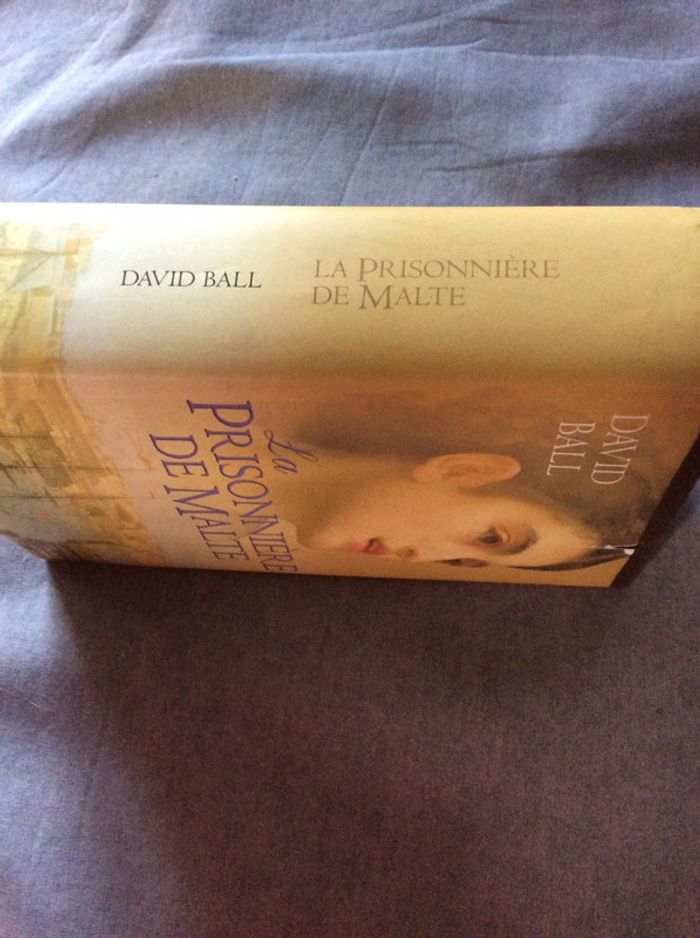 DAVID BALL
LA PRISONNIÈRE
DE MALTE
DAVID
BALL
La
PRISONNIÈRE
DE MALTE